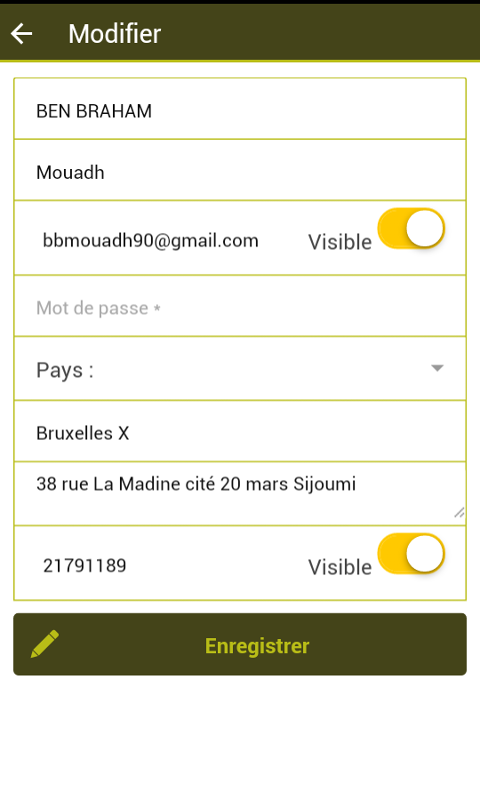 Modifier
BEN BRAHAM
Mouadh
bbmouadh90@gmail.com Visible
Mot de passe *
Pays :
Bruxelles X
38 rue La Madine cité 20 mars Sijoumi
21791189 Visible
Enregistrer